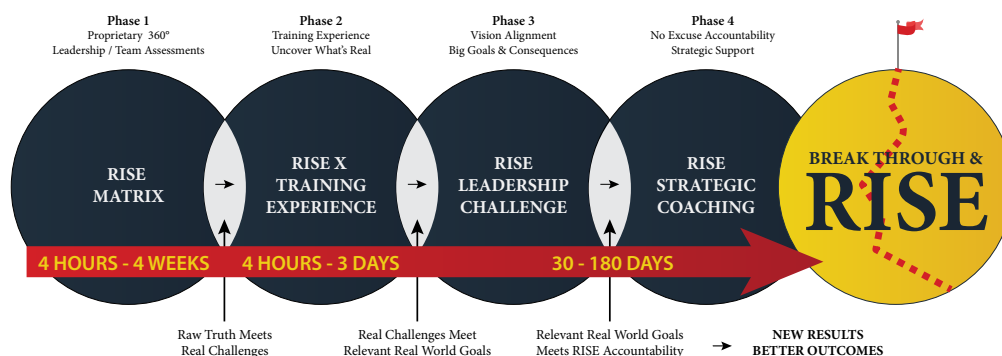 Phase 1
Proprietary 360°
Leadership / Team Assessments
Phase 2
Training Experience
Uncover What's Real
Phase 3
Vision Alignment
Big Goals & Consequences
Phase 4
No Excuse Accountability
Strategic Support
RISE
MATRIX
RISE X
TRAINING
EXPERIENCE
RISE
LEADERSHIP
CHALLENGE
RISE
STRATEGIC
COACHING
BREAK THROUGH &
RISE
4 HOURS - 4 WEEKS
4 HOURS - 3 DAYS
30 - 180 DAYS
Raw Truth Meets
Real Challenges
Real Challenges Meet
Relevant Real World Goals
Relevant Real World Goals
Meets RISE Accountability
NEW RESULTS
BETTER OUTCOMES